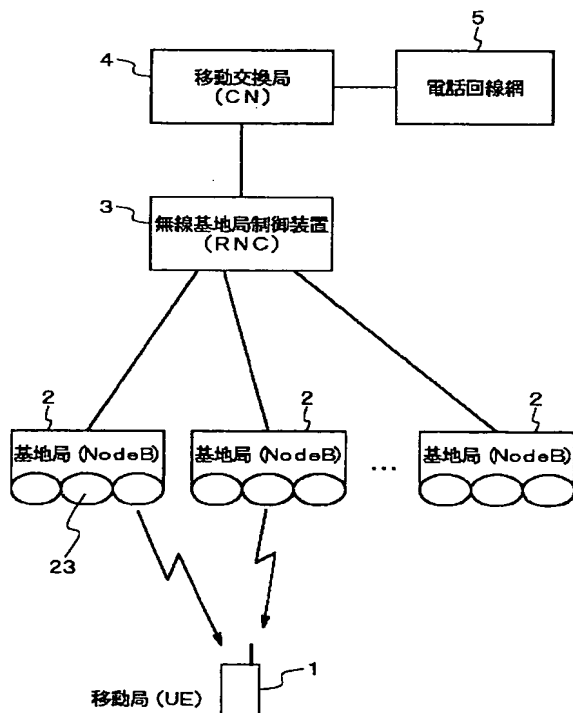 5
4
移動交換局
(CN)
電話回線網
3
無線基地局制御装置
(RNC)
2
2
2
基地局(NodeB)
基地局(NodeB)
...
基地局(NodeB)
23
1
移動局(UE)